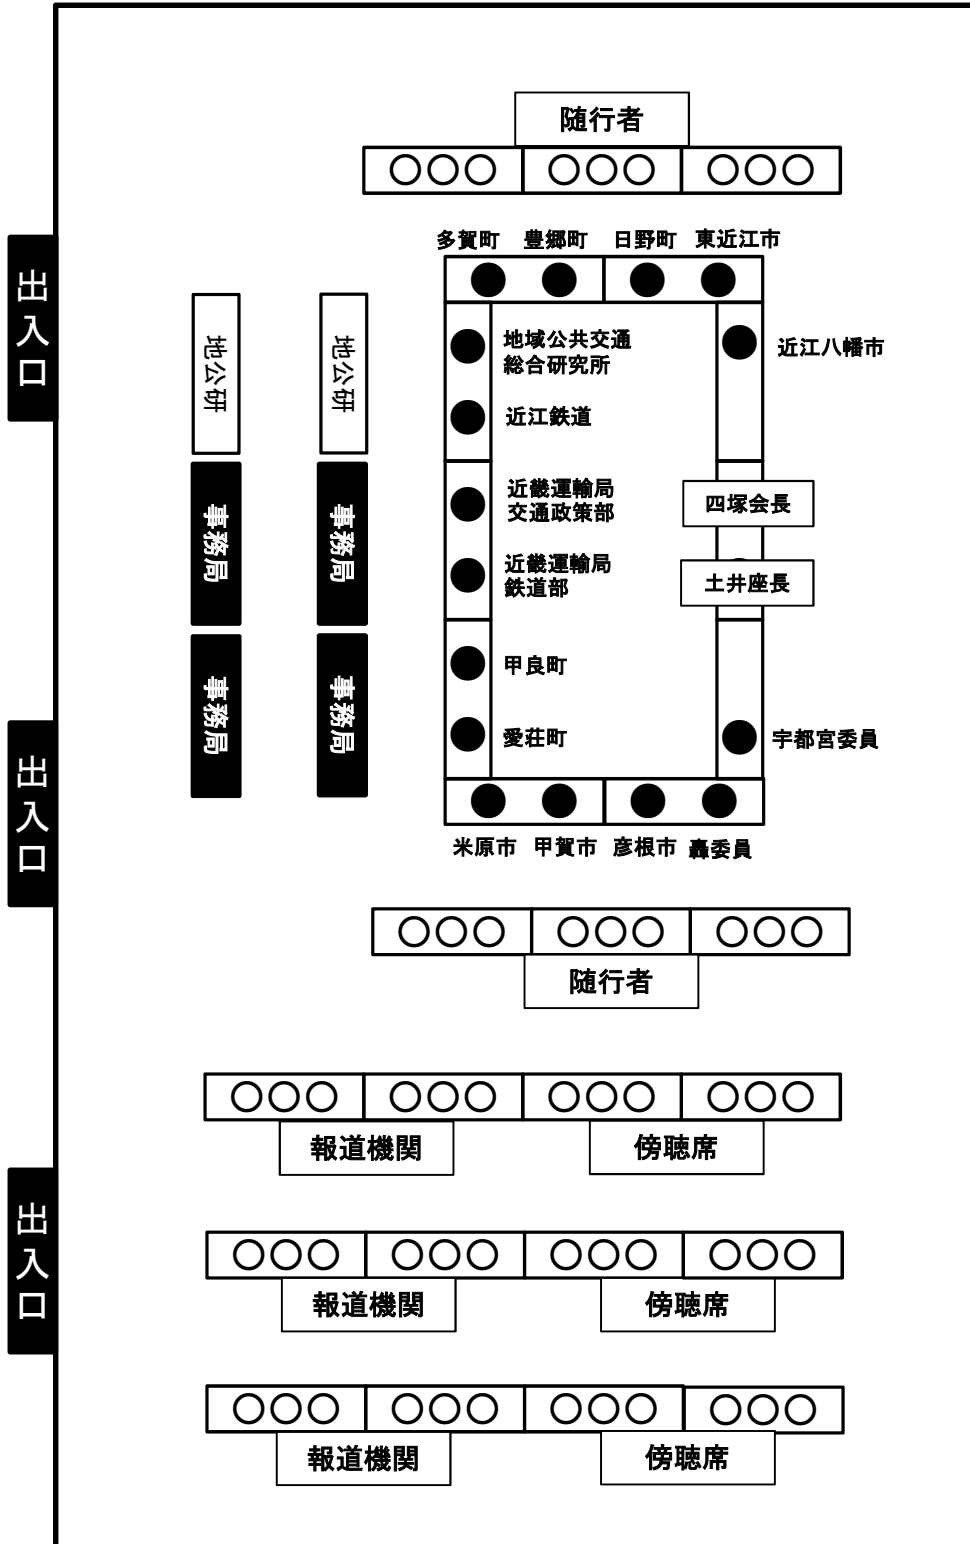 随行者
多賀町 豊郷町 日野町 東近江市
出入口
地公研
地公研
地域公共交通
総合研究所
近江八幡市
近江鉄道
事務局
事務局
近畿運輸局
交通政策部
四塚会長
近畿運輸局
鉄道部
土井座長
事務局
事務局
甲良町
愛荘町
宇都宮委員
出入口
米原市 甲賀市 彦根市 轟委員
随行者
報道機関 傍聴席
出入口
報道機関 傍聴席
報道機関 傍聴席